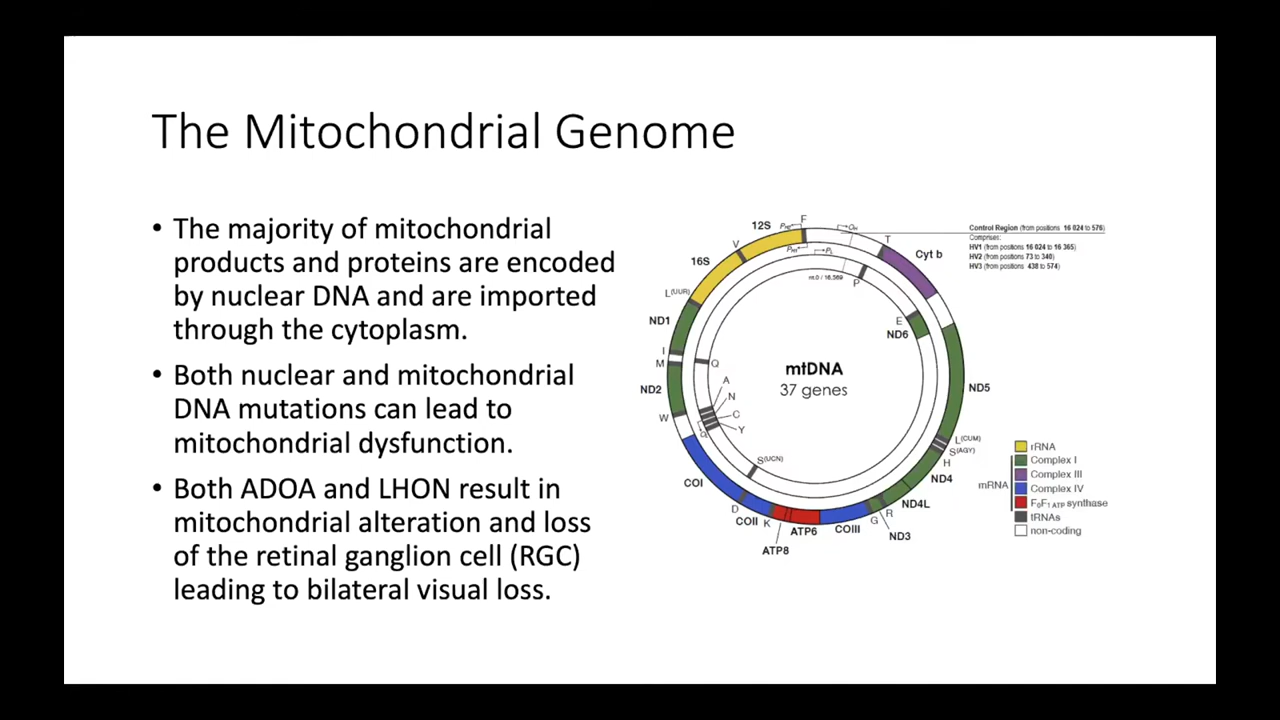 The Mitochondrial Genome
• The majority of mitochondrial
products and proteins are encoded
by nuclear DNA and are imported
through the cytoplasm.
• Both nuclear and mitochondrial
DNA mutations can lead to
mitochondrial dysfunction.
• Both ADOA and LHON result in
mitochondrial alteration and loss
of the retinal ganglion cell (RGC)
leading to bilateral visual loss.
F
12S
V
16S
L(UUR)
ND1
I
M
ND2
W
Q
A
N
C
Y
COI
S(UCN)
D
COII
K
ATP8
ATP6
COIII
G
R
ND3
ND4L
ND4
H
S(AGY)
L(CUM)
ND5
ND6
E
P
T
Cyt b
mtDNA
37 genes
Control Region (from positions 16 024 to 576)
Comprises:
HV1 (from positions 16 024 to 16 365)
HV2 (from positions 73 to 340)
HV3 (from positions 438 to 574)
rRNA
mRNA
Complex I
Complex III
Complex IV
F0F1 ATP synthase
tRNAs
non-coding